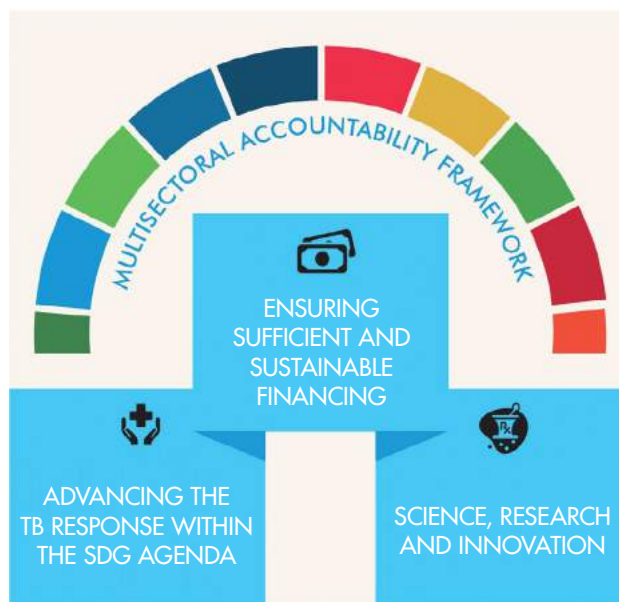 MULTISECTORAL ACCOUNTABILITY FRAMEWORK
ENSURING
SUFFICIENT AND
SUSTAINABLE
FINANCING
ADVANCING THE
TB RESPONSE WITHIN
THE SDG AGENDA
Rx
SCIENCE, RESEARCH
AND INNOVATION